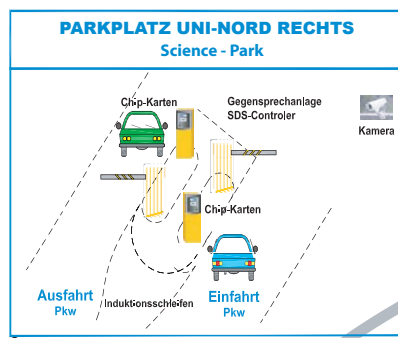 PARKPLATZ UNI-NORD RECHTS
Science - Park
Chip-Karten
Gegensprechanlage
SDS-Controler
Kamera
Chip-Karten
Ausfahrt
Pkw
Induktionsschleifen
Einfahrt
Pkw